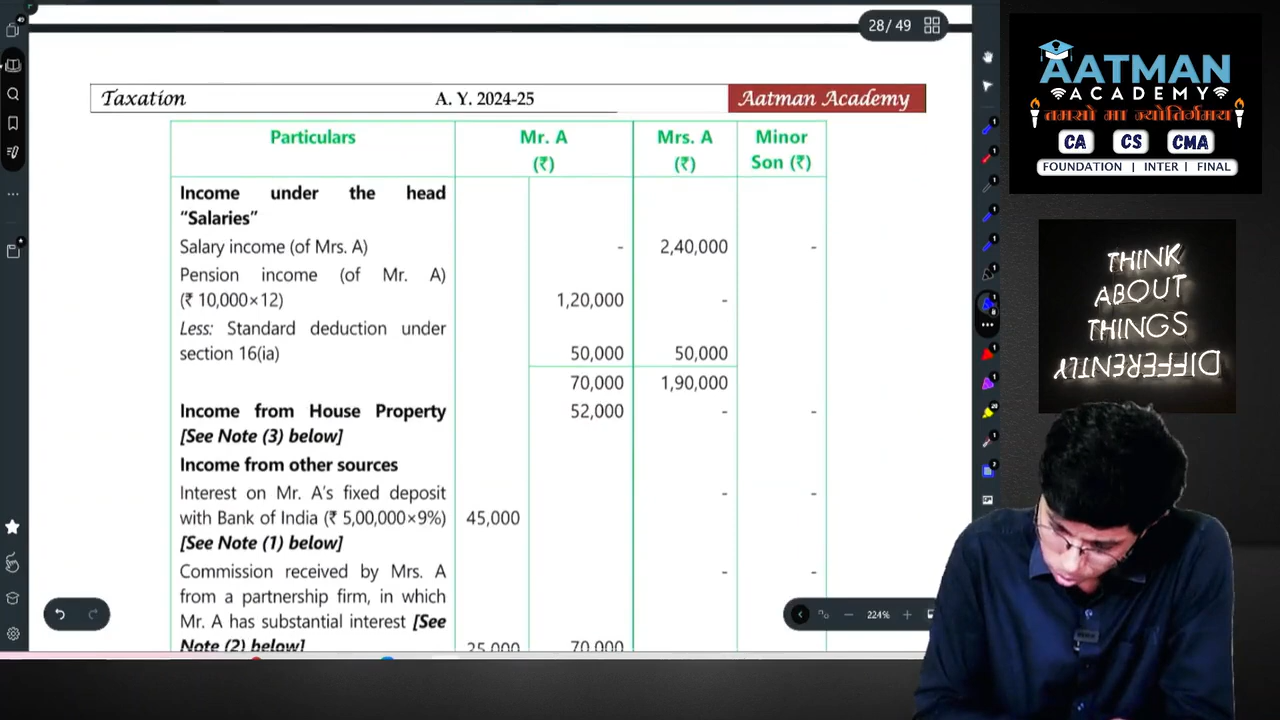 28 / 49
Taxation A. Y. 2024-25 Aatman Academy
Particulars Mr. A (₹) Mrs. A (₹) Minor Son (₹)
Income under the head
“Salaries”
Salary income (of Mrs. A) - 2,40,000 -
Pension income (of Mr. A)
(₹ 10,000×12) 1,20,000 -
Less: Standard deduction under
section 16(ia) 50,000 50,000
70,000 1,90,000
Income from House Property 52,000 - -
[See Note (3) below]
Income from other sources
Interest on Mr. A’s fixed deposit - -
with Bank of India (₹ 5,00,000×9%) 45,000
[See Note (1) below]
Commission received by Mrs. A - -
from a partnership firm, in which
Mr. A has substantial interest [See
Note (2) below] 25,000 70,000
224%
AATMAN
ACADEMY
तमसो मा ज्योतिर्गमय
CA CS CMA
FOUNDATION | INTER | FINAL
THINK
ABOUT
THINGS
DIFFERENTLY